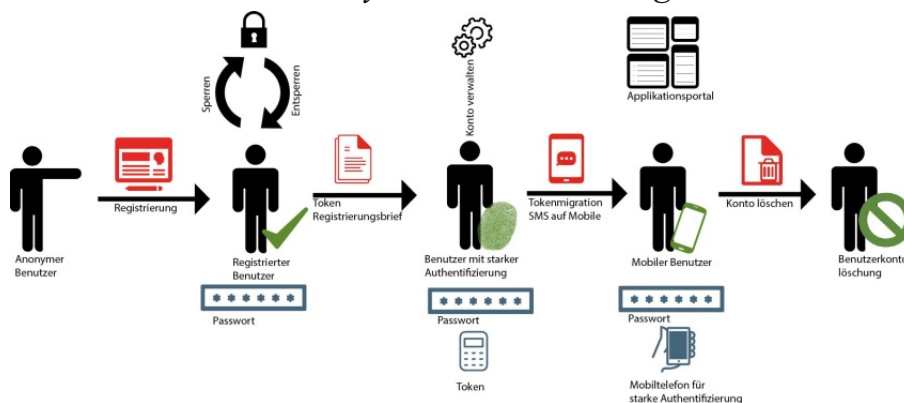 Sperren
Entsperren
Konto verwalten
Applikationsportal
Registrierung
Token
Registrierungsbrief
Tokenmigration
SMS auf Mobile
Konto löschen
Anonymer
Benutzer
Registrierter
Benutzer
Benutzer mit starker
Authentifizierung
Mobiler Benutzer
Benutzerkonto
löschung
******
Passwort
******
Passwort
******
Passwort
Token
Mobiltelefon für
starke Authentifizierung